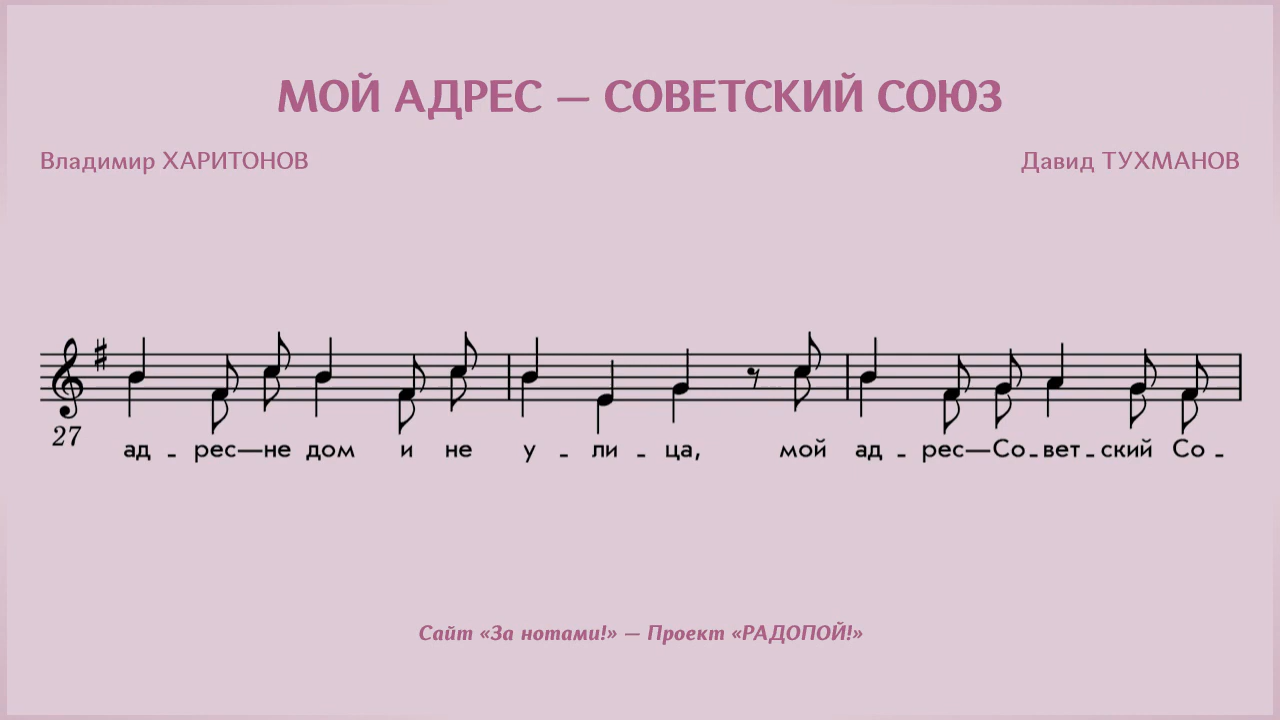 МОЙ АДРЕС — СОВЕТСКИЙ СОЮЗ
Владимир ХАРИТОНОВ
Давид ТУХМАНОВ
27
ад - рес—не дом и не у - ли - ца, мой ад - рес—Со-вет-ский Со-
Сайт «За нотами!» — Проект «РАДОПОЙ!»